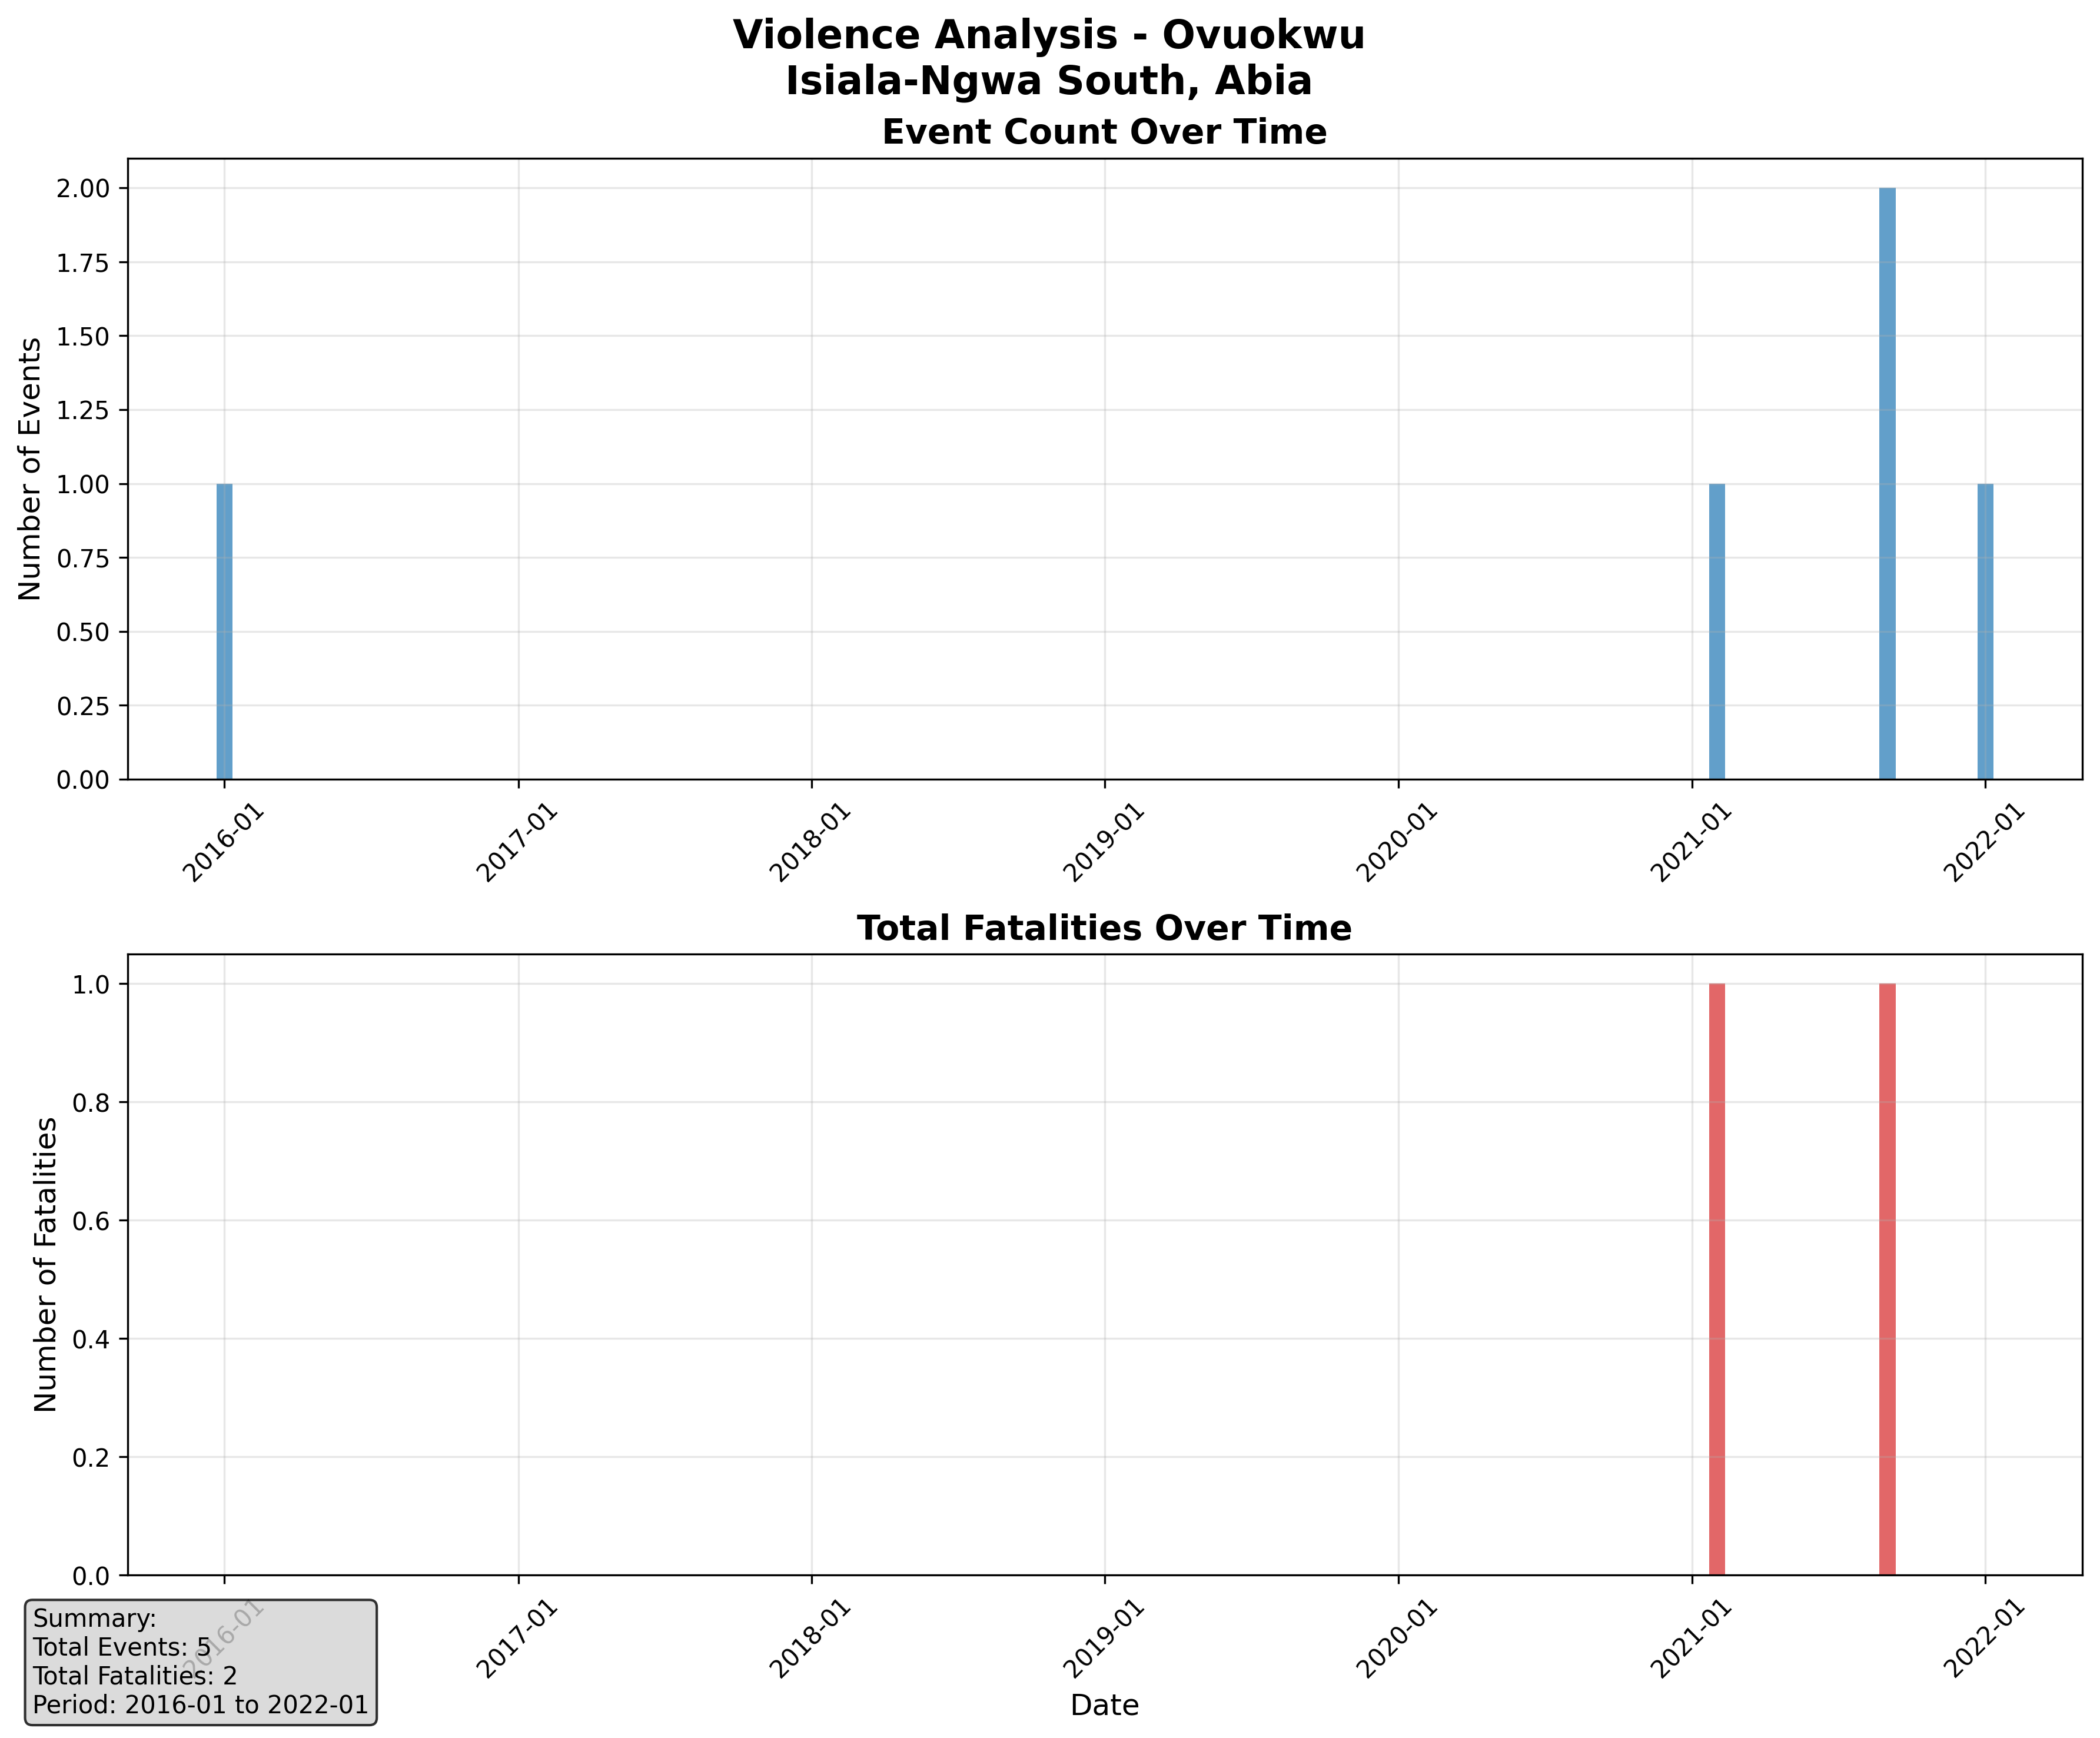 Violence Analysis - Ovuokwu
Isiala-Ngwa South, Abia
Event Count Over Time
Number of Events
2.00
1.75
1.50
1.25
1.00
0.75
0.50
0.25
0.00
2016-01
2017-01
2018-01
2019-01
2020-01
2021-01
2022-01
Total Fatalities Over Time
Number of Fatalities
1.0
0.8
0.6
0.4
0.2
0.0
2016-01
2017-01
2018-01
2019-01
2020-01
2021-01
2022-01
Date
Summary:
Total Events: 5
Total Fatalities: 2
Period: 2016-01 to 2022-01